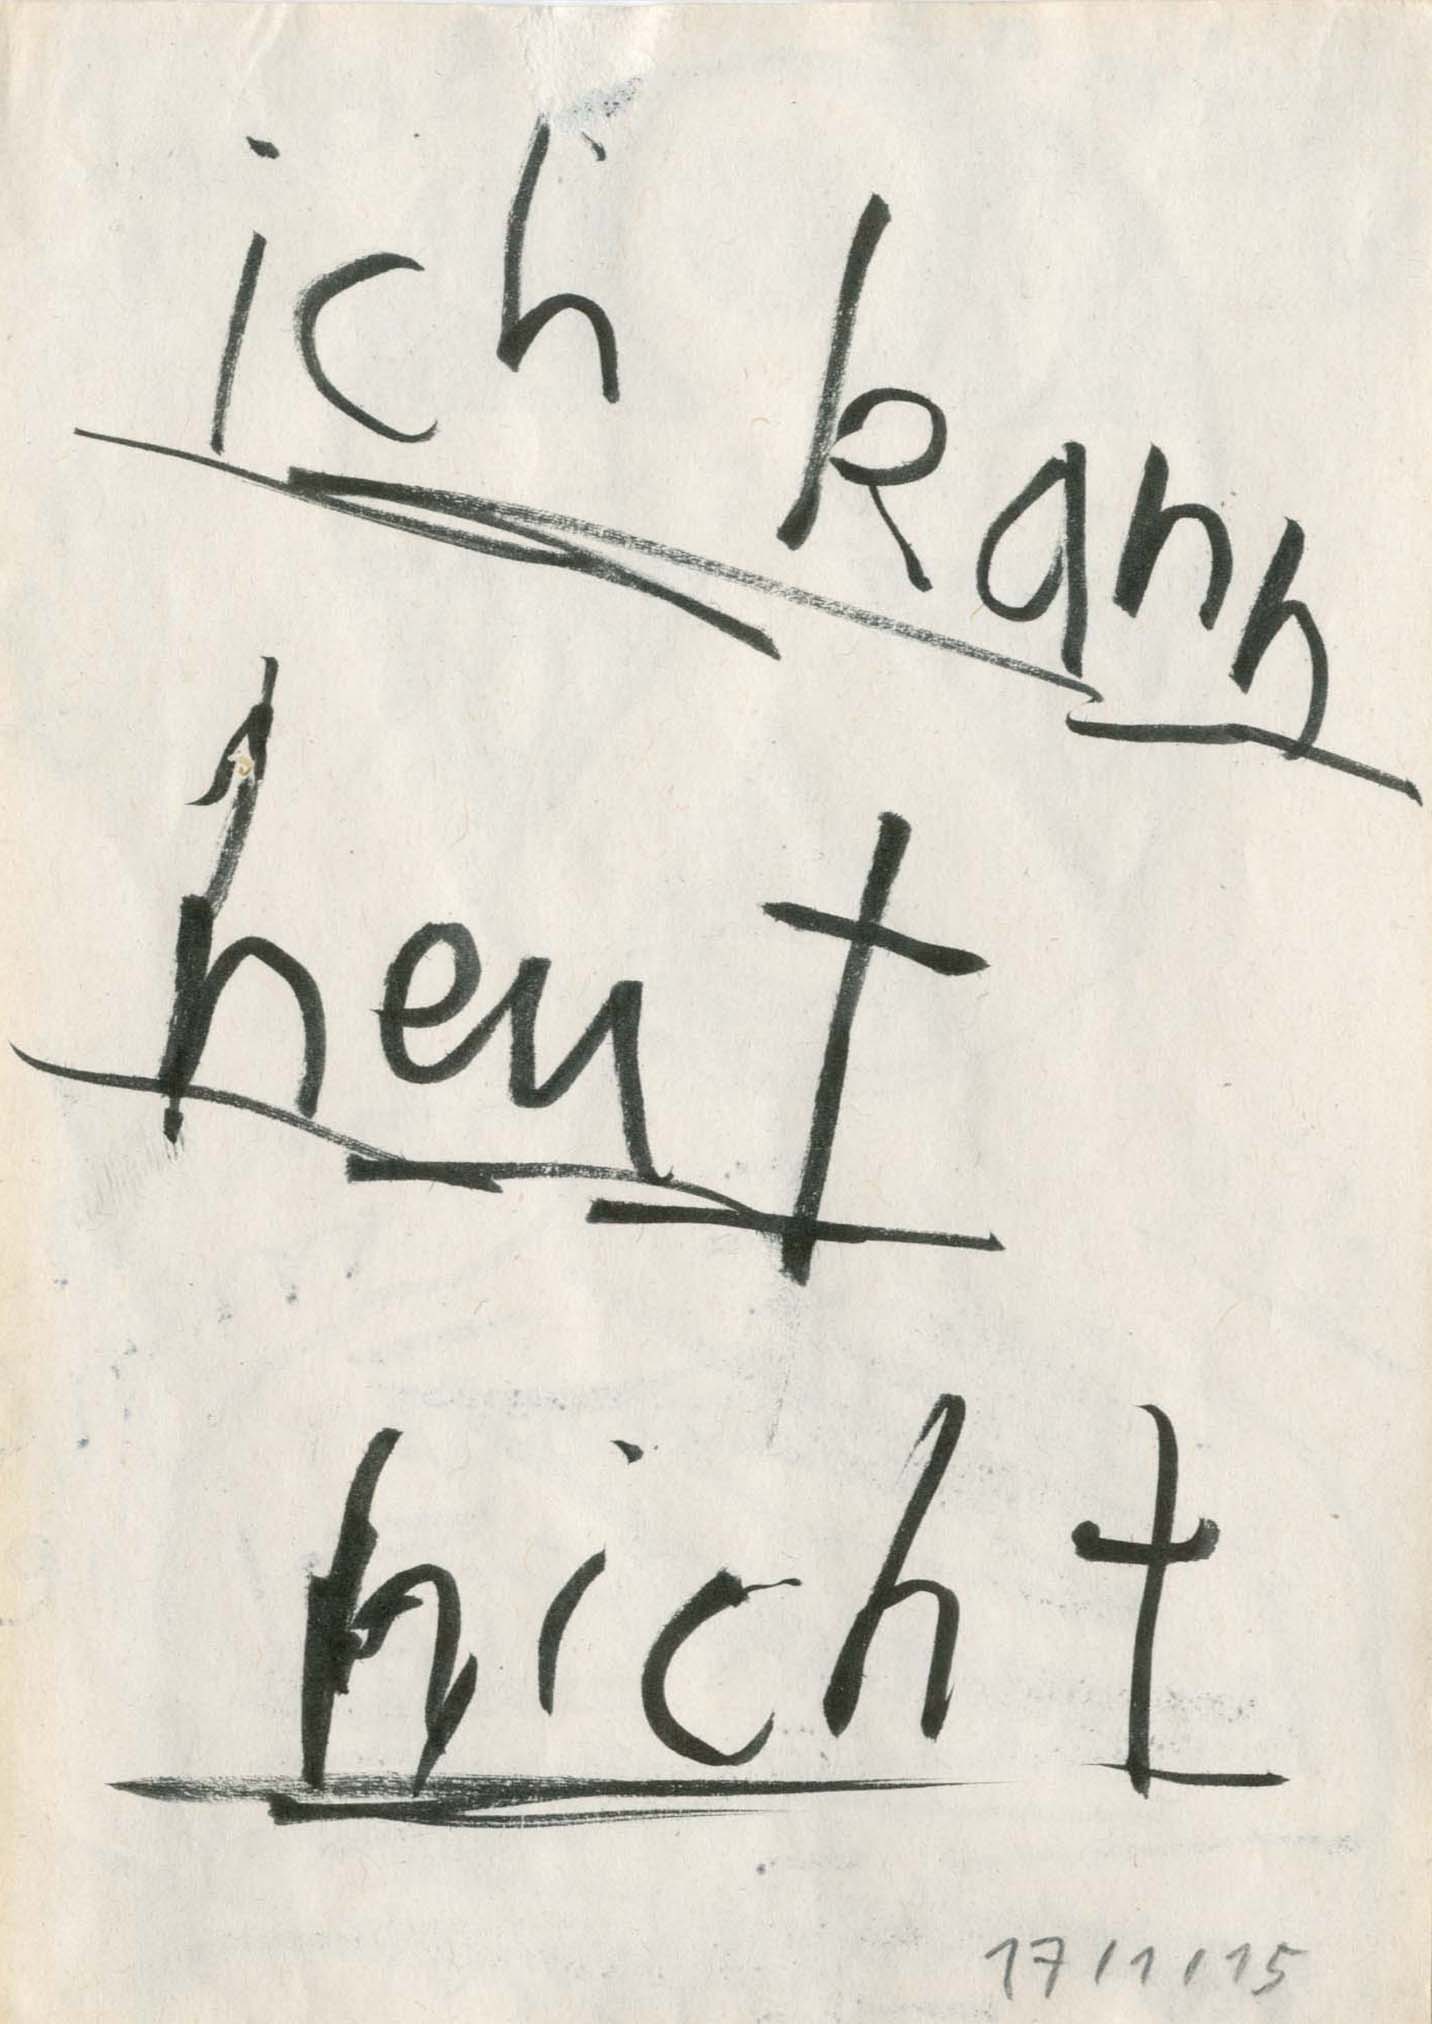 ich kann
heut
nicht
17/1/15